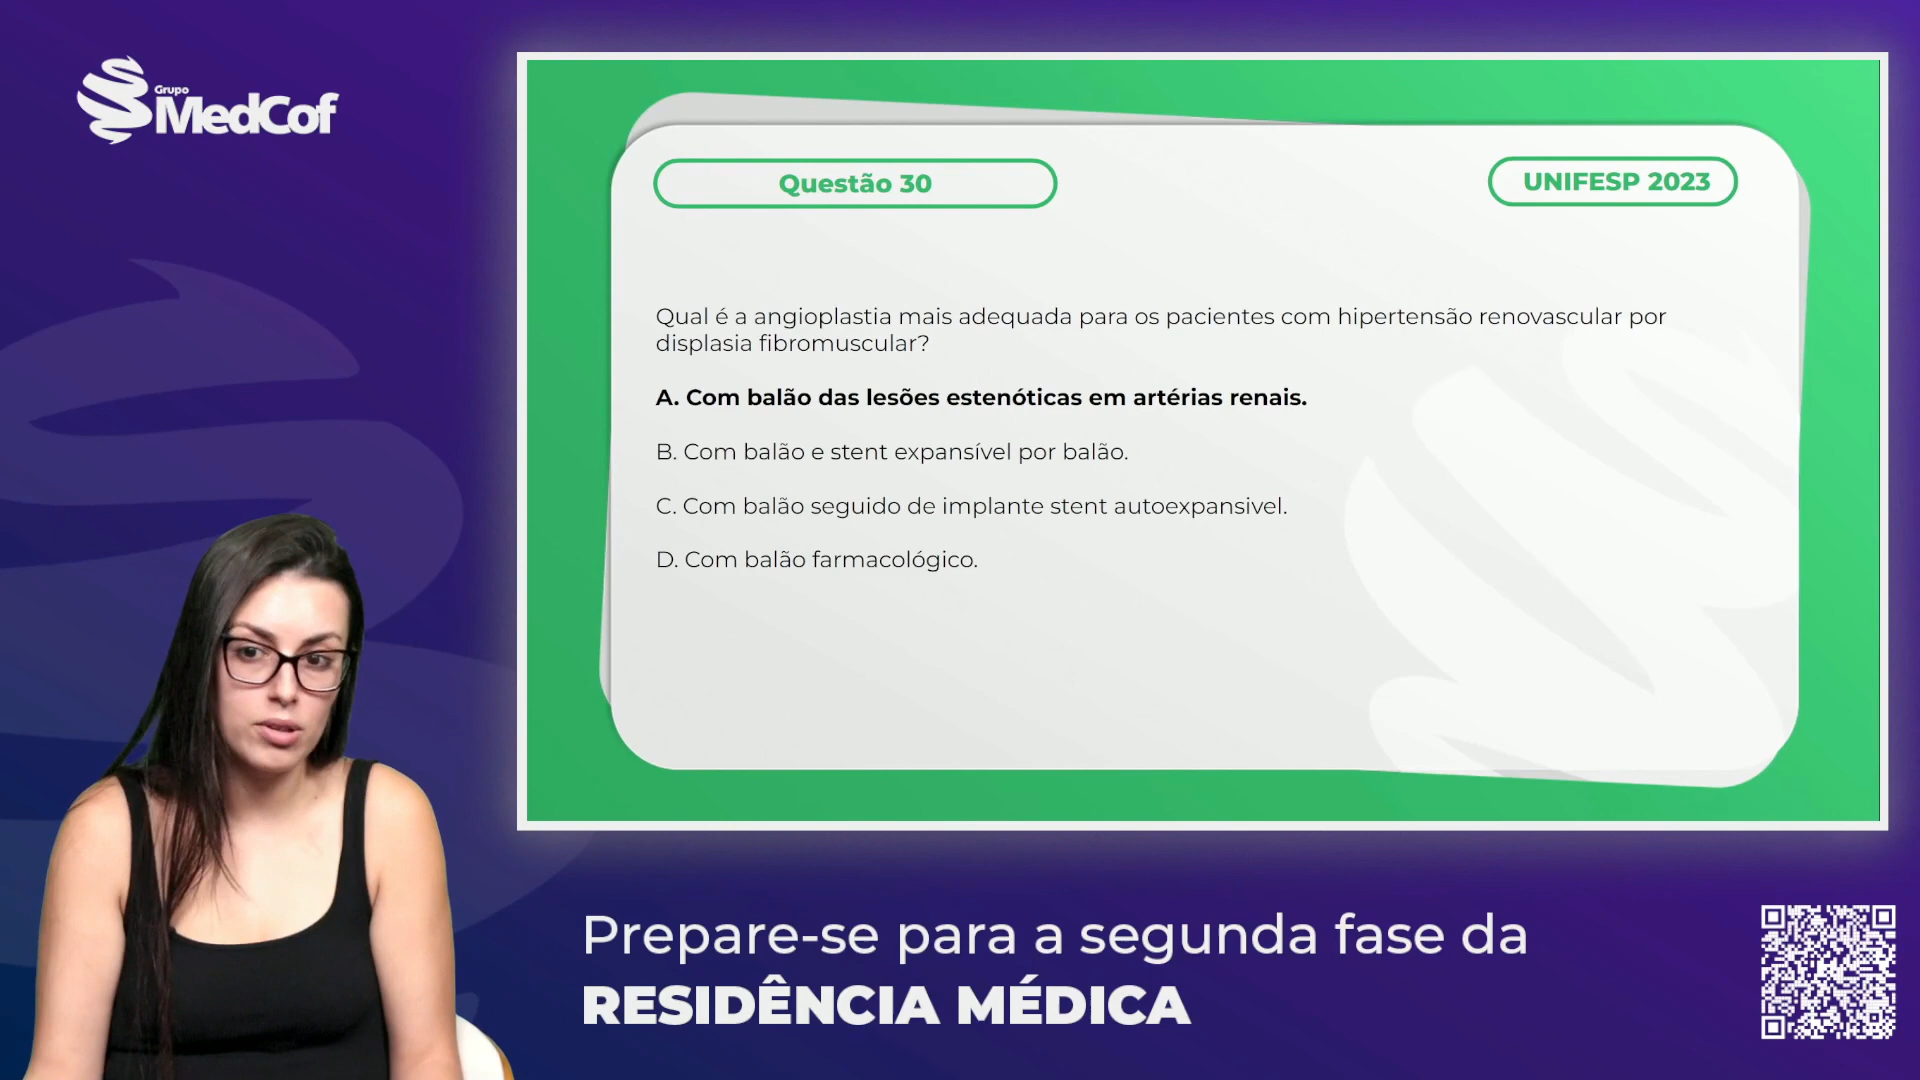 Grupo
MedCof
Questão 30
UNIFESP 2023
Qual é a angioplastia mais adequada para os pacientes com hipertensão renovascular por
displasia fibromuscular?
A. Com balão das lesões estenóticas em artérias renais.
B. Com balão e stent expansível por balão.
C. Com balão seguido de implante stent autoexpansivel.
D. Com balão farmacológico.
Prepare-se para a segunda fase da
RESIDÊNCIA MÉDICA